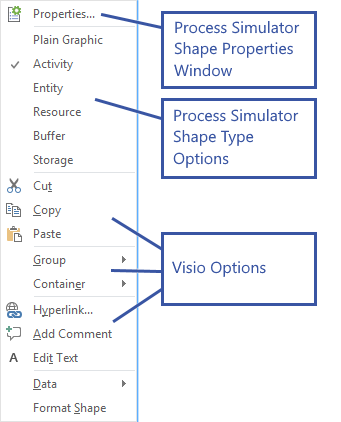 Properties...
Plain Graphic
Activity
Entity
Resource
Buffer
Storage
Cut
Copy
Paste
Group
Container
Hyperlink...
Add Comment
A Edit Text
Data
Format Shape
Process Simulator
Shape Properties
Window
Process Simulator
Shape Type
Options
Visio Options